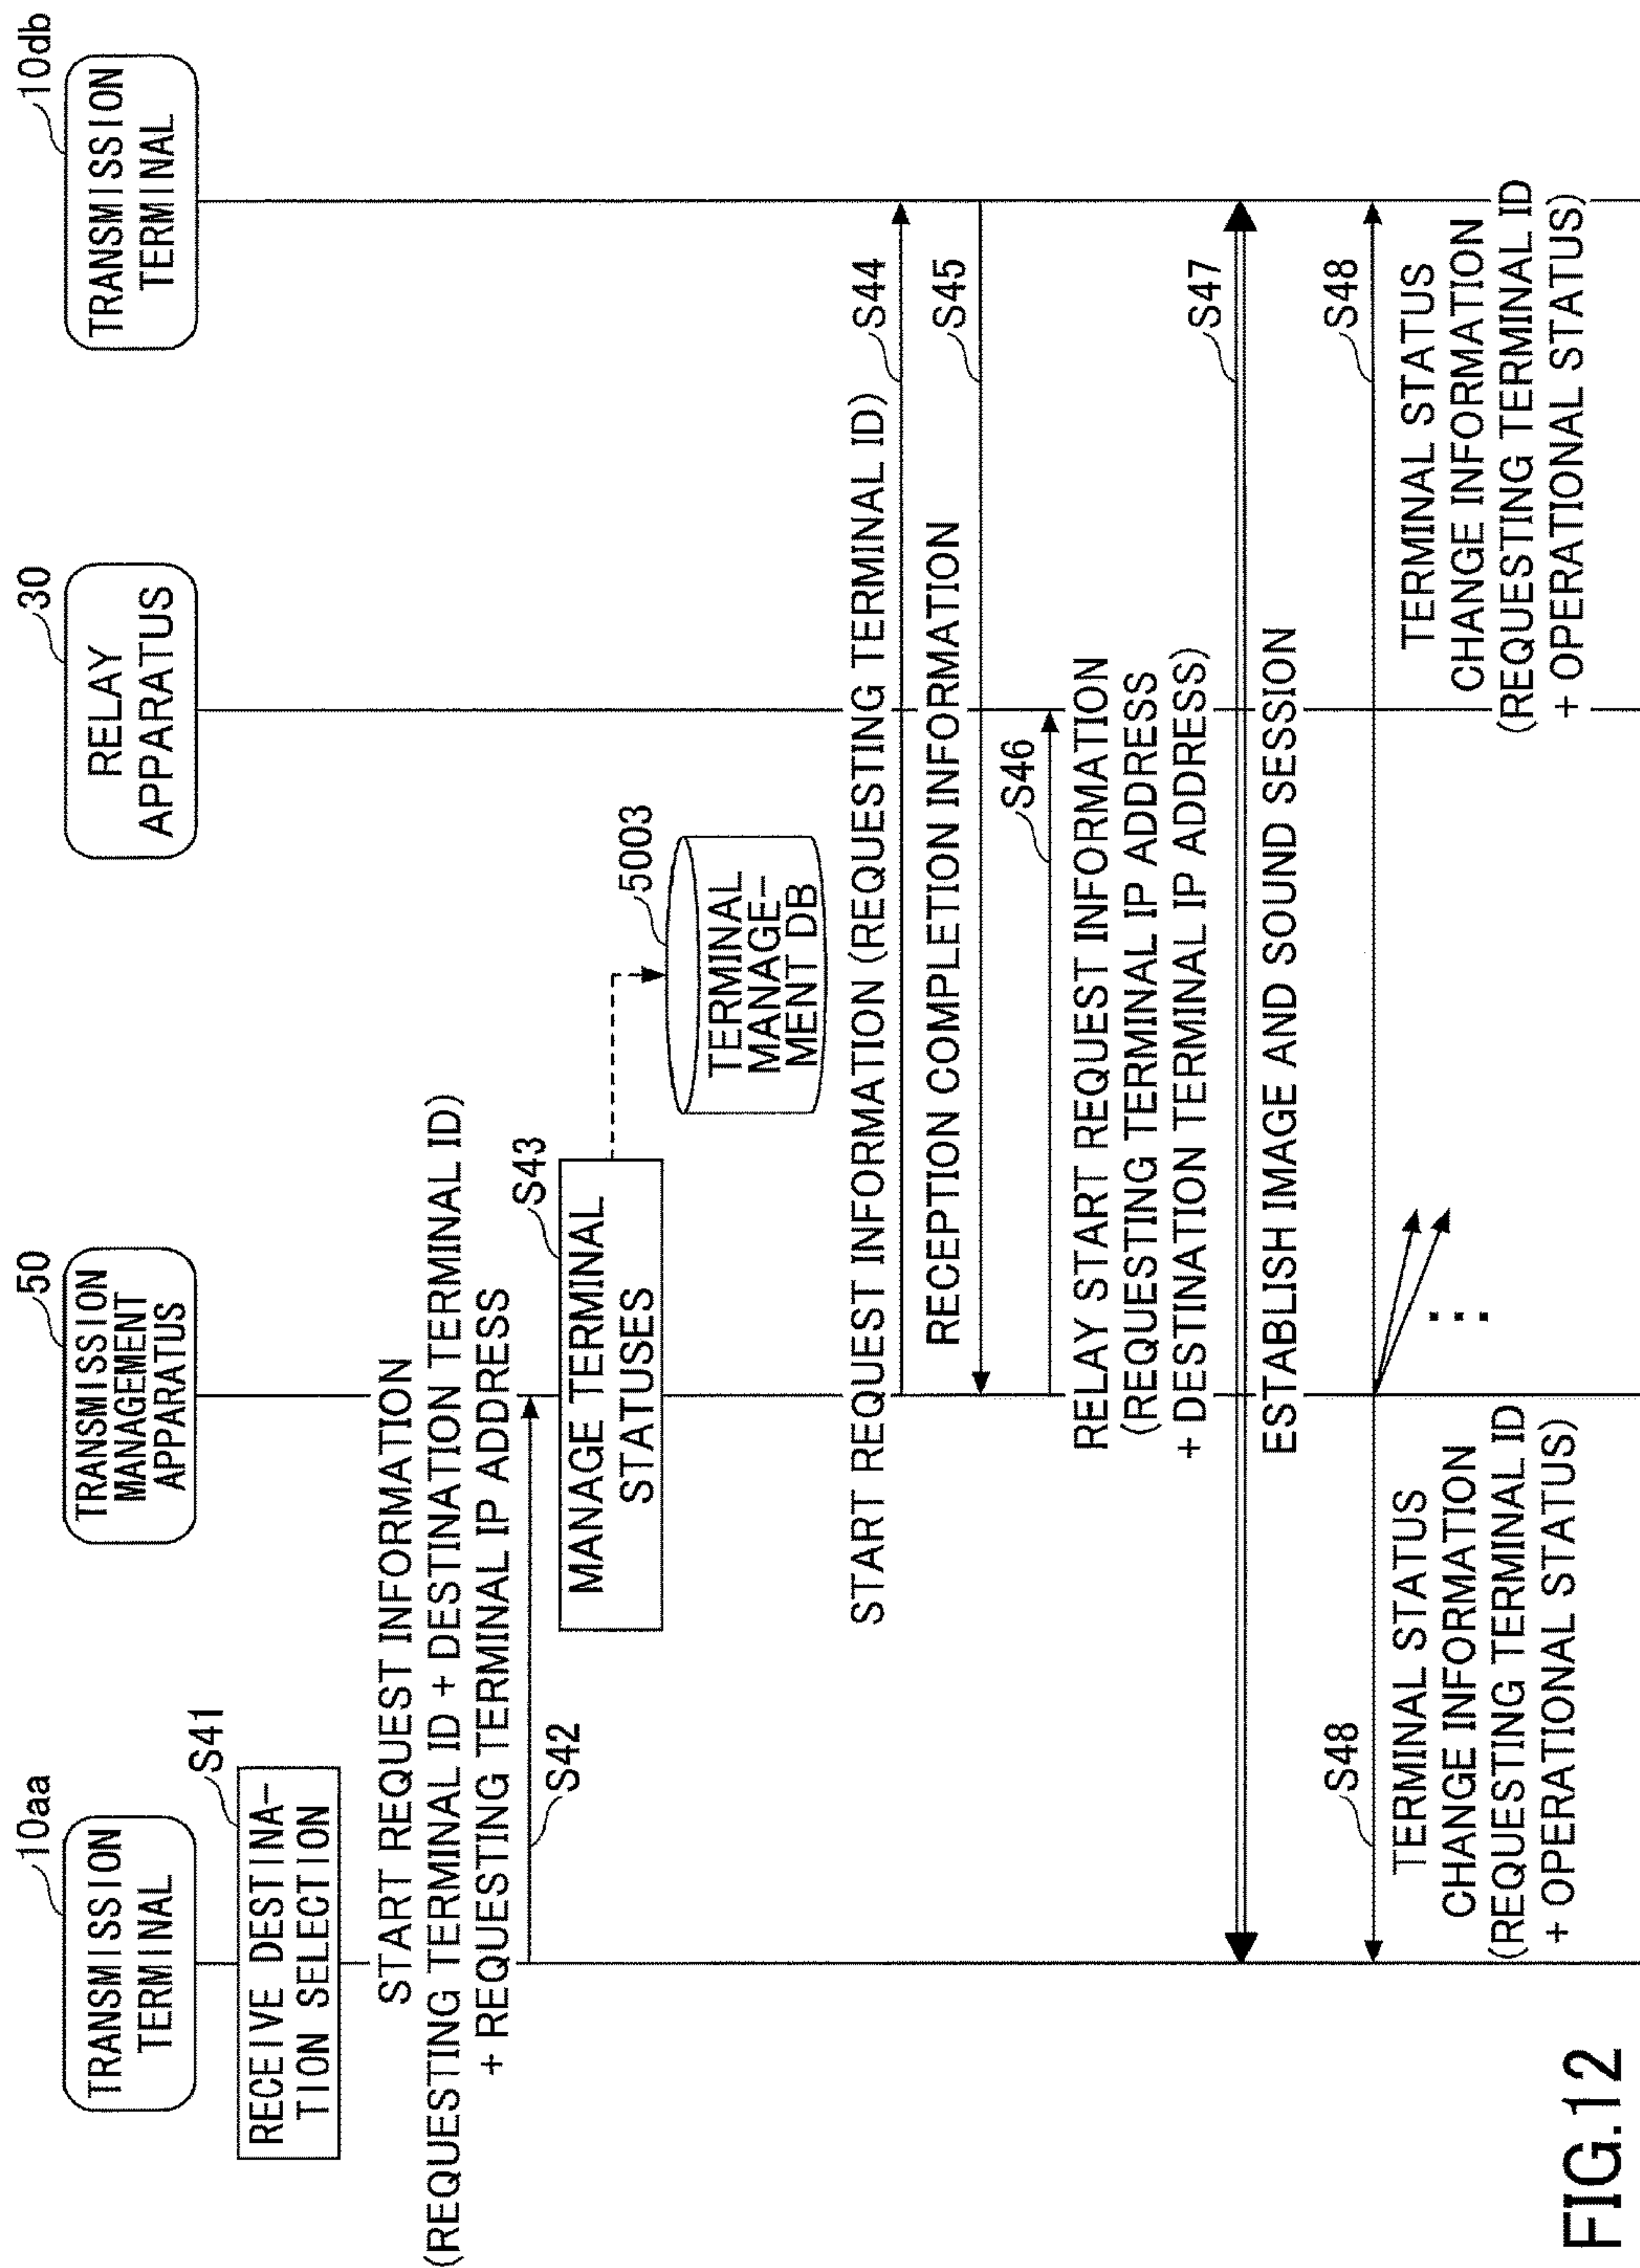 10aa
TRANSMISSION
TERMINAL
50
TRANSMISSION
MANAGEMENT
APPARATUS
30
RELAY
APPARATUS
10db
TRANSMISSION
TERMINAL
S41
RECEIVE DESTINA-
TION SELECTION
START REQUEST INFORMATION
(REQUESTING TERMINAL ID + DESTINATION TERMINAL ID)
+ REQUESTING TERMINAL IP ADDRESS
S42
S43
MANAGE TERMINAL
STATUSES
5003
TERMINAL
MANAGE-
MENT DB
START REQUEST INFORMATION (REQUESTING TERMINAL ID)
S44
RECEPTION COMPLETION INFORMATION
S45
S46
RELAY START REQUEST INFORMATION
(REQUESTING TERMINAL IP ADDRESS
+ DESTINATION TERMINAL IP ADDRESS)
S47
ESTABLISH IMAGE AND SOUND SESSION
S48
S48
TERMINAL STATUS
CHANGE INFORMATION
(REQUESTING TERMINAL ID
+ OPERATIONAL STATUS)
...
TERMINAL STATUS
CHANGE INFORMATION
(REQUESTING TERMINAL ID
+ OPERATIONAL STATUS)
FIG.12